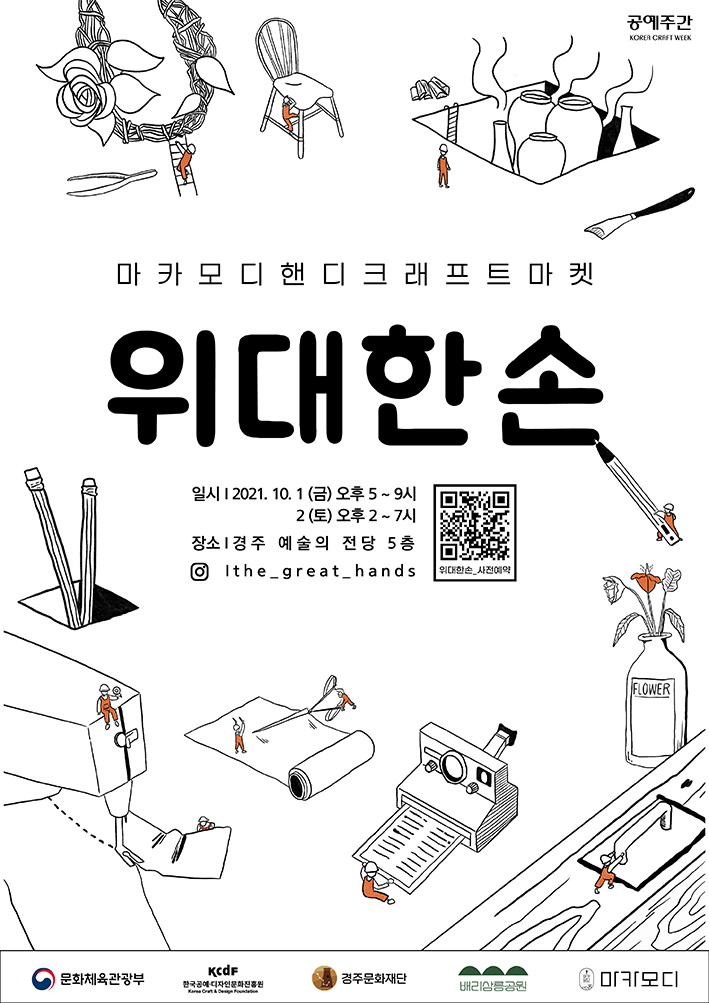 공예주간
KOREA CRAFT WEEK
마카모디핸디크래프트마켓
위대한손
일시 I 2021. 10. 1 (금) 오후 5 ~ 9시
2 (토) 오후 2 ~ 7시
장소 I 경주 예술의 전당 5층
Ithe_great_hands
위대한손_사전예약
FLOWER
문화체육관광부
KCDF
한국공예·디자인문화진흥원
Korea Craft & Design Foundation
경주문화재단
배리삼릉공원
마카모디